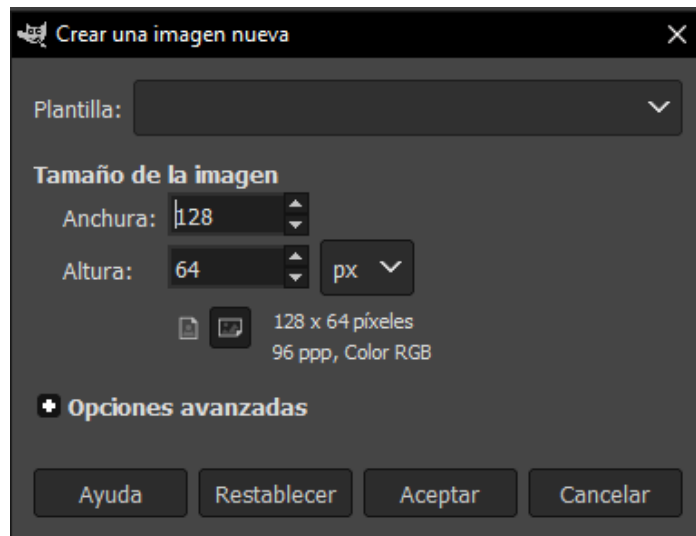 Crear una imagen nueva
Plantilla:
Tamaño de la imagen
Anchura: 128
Altura: 64 px
128 x 64 píxeles
96 ppp, Color RGB
Opciones avanzadas
Ayuda Restablecer Aceptar Cancelar